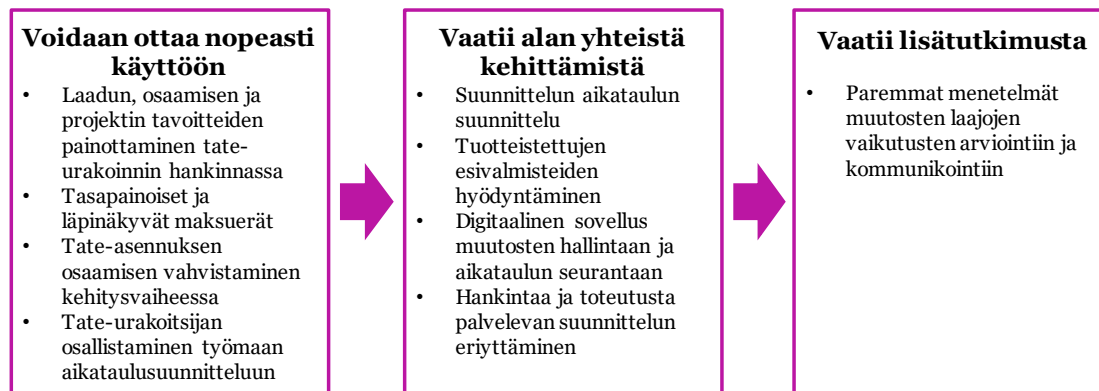 Voidaan ottaa nopeasti
käyttöön
• Laadun, osaamisen ja
projektin tavoitteiden
painottaminen tate-
urakoinnin hankinnassa
• Tasapainoiset ja
läpinäkyvät maksuerät
• Tate-asennuksen
osaamisen vahvistaminen
kehitysvaiheessa
• Tate-urakoitsijan
osallistaminen työmaan
aikataulusuunnitteluun
Vaatii alan yhteistä
kehittämistä
• Suunnittelun aikataulun
suunnittelu
• Tuotteistettujen
esivalmisteiden
hyödyntäminen
• Digitaalinen sovellus
muutosten hallintaan ja
aikataulun seurantaan
• Hankintaa ja toteutusta
palvelevan suunnittelun
eriyttäminen
Vaatii lisätutkimusta
• Paremmat menetelmät
muutosten laajojen
vaikutusten arviointiin ja
kommunikointiin